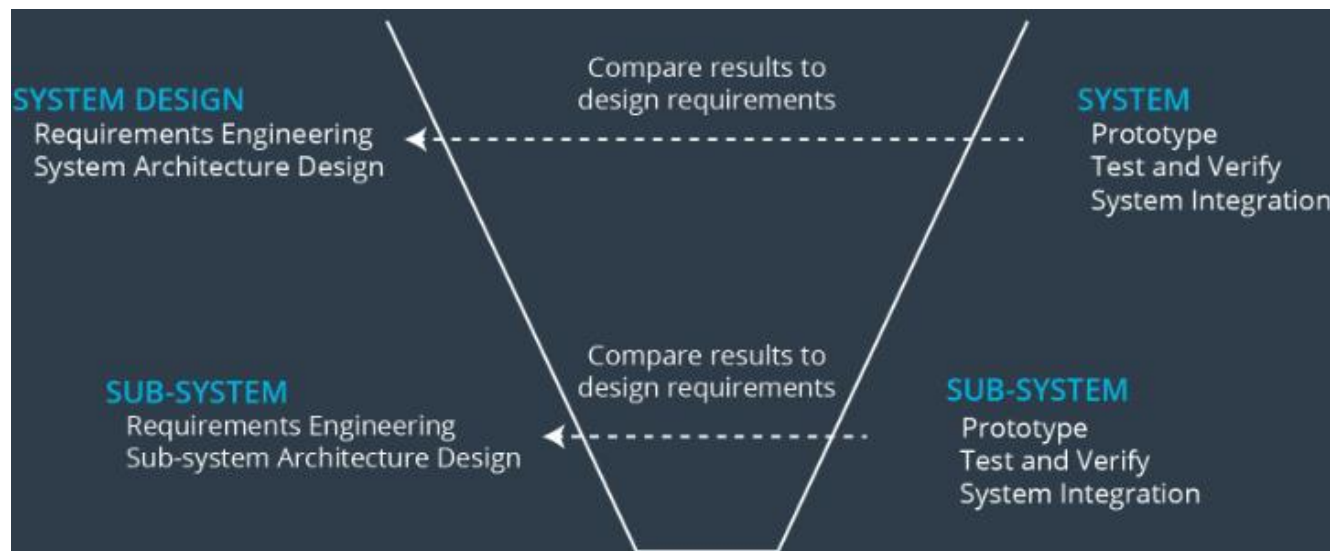 Compare results to
design requirements
SYSTEM DESIGN
Requirements Engineering
System Architecture Design
SYSTEM
Prototype
Test and Verify
System Integration
Compare results to
design requirements
SUB-SYSTEM
Requirements Engineering
Sub-system Architecture Design
SUB-SYSTEM
Prototype
Test and Verify
System Integration